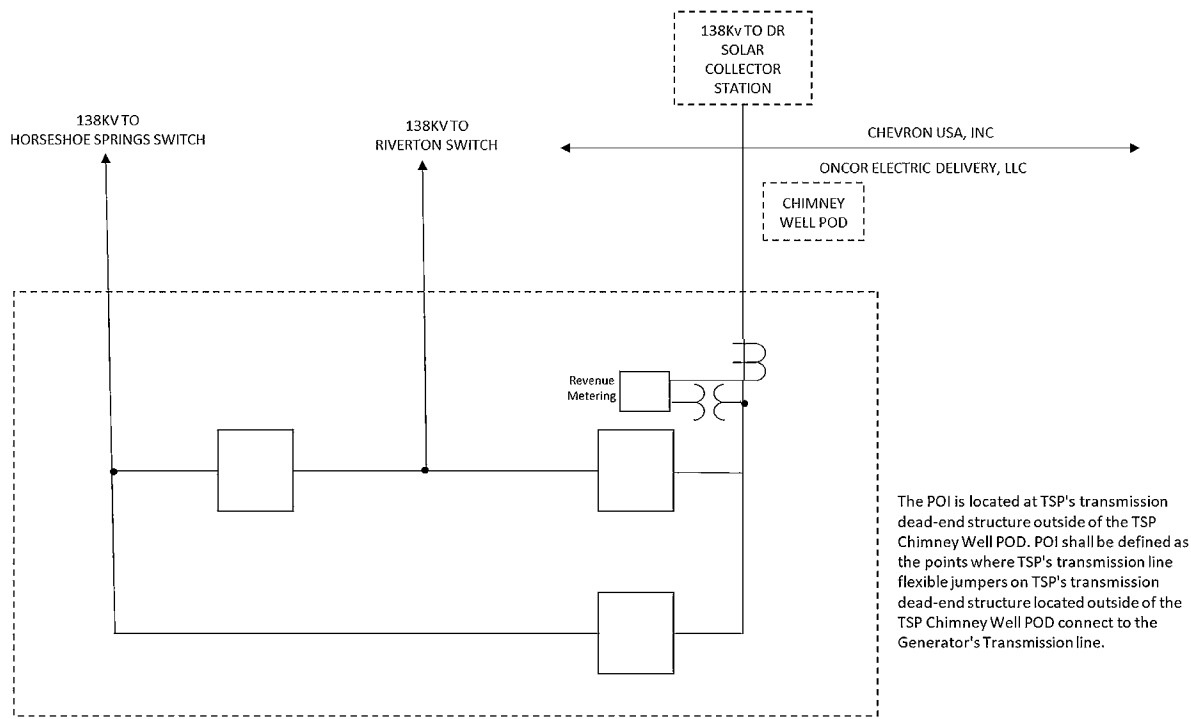 138Kv TO DR
SOLAR
COLLECTOR
STATION
138KV TO
HORSESHOE SPRINGS SWITCH
138KV TO
RIVERTON SWITCH
CHEVRON USA, INC
ONCOR ELECTRIC DELIVERY, LLC
CHIMNEY
WELL POD
Revenue
Metering
The POI is located at TSP's transmission
dead-end structure outside of the TSP
Chimney Well POD. POI shall be defined as
the points where TSP's transmission line
flexible jumpers on TSP's transmission
dead-end structure located outside of the
TSP Chimney Well POD connect to the
Generator's Transmission line.